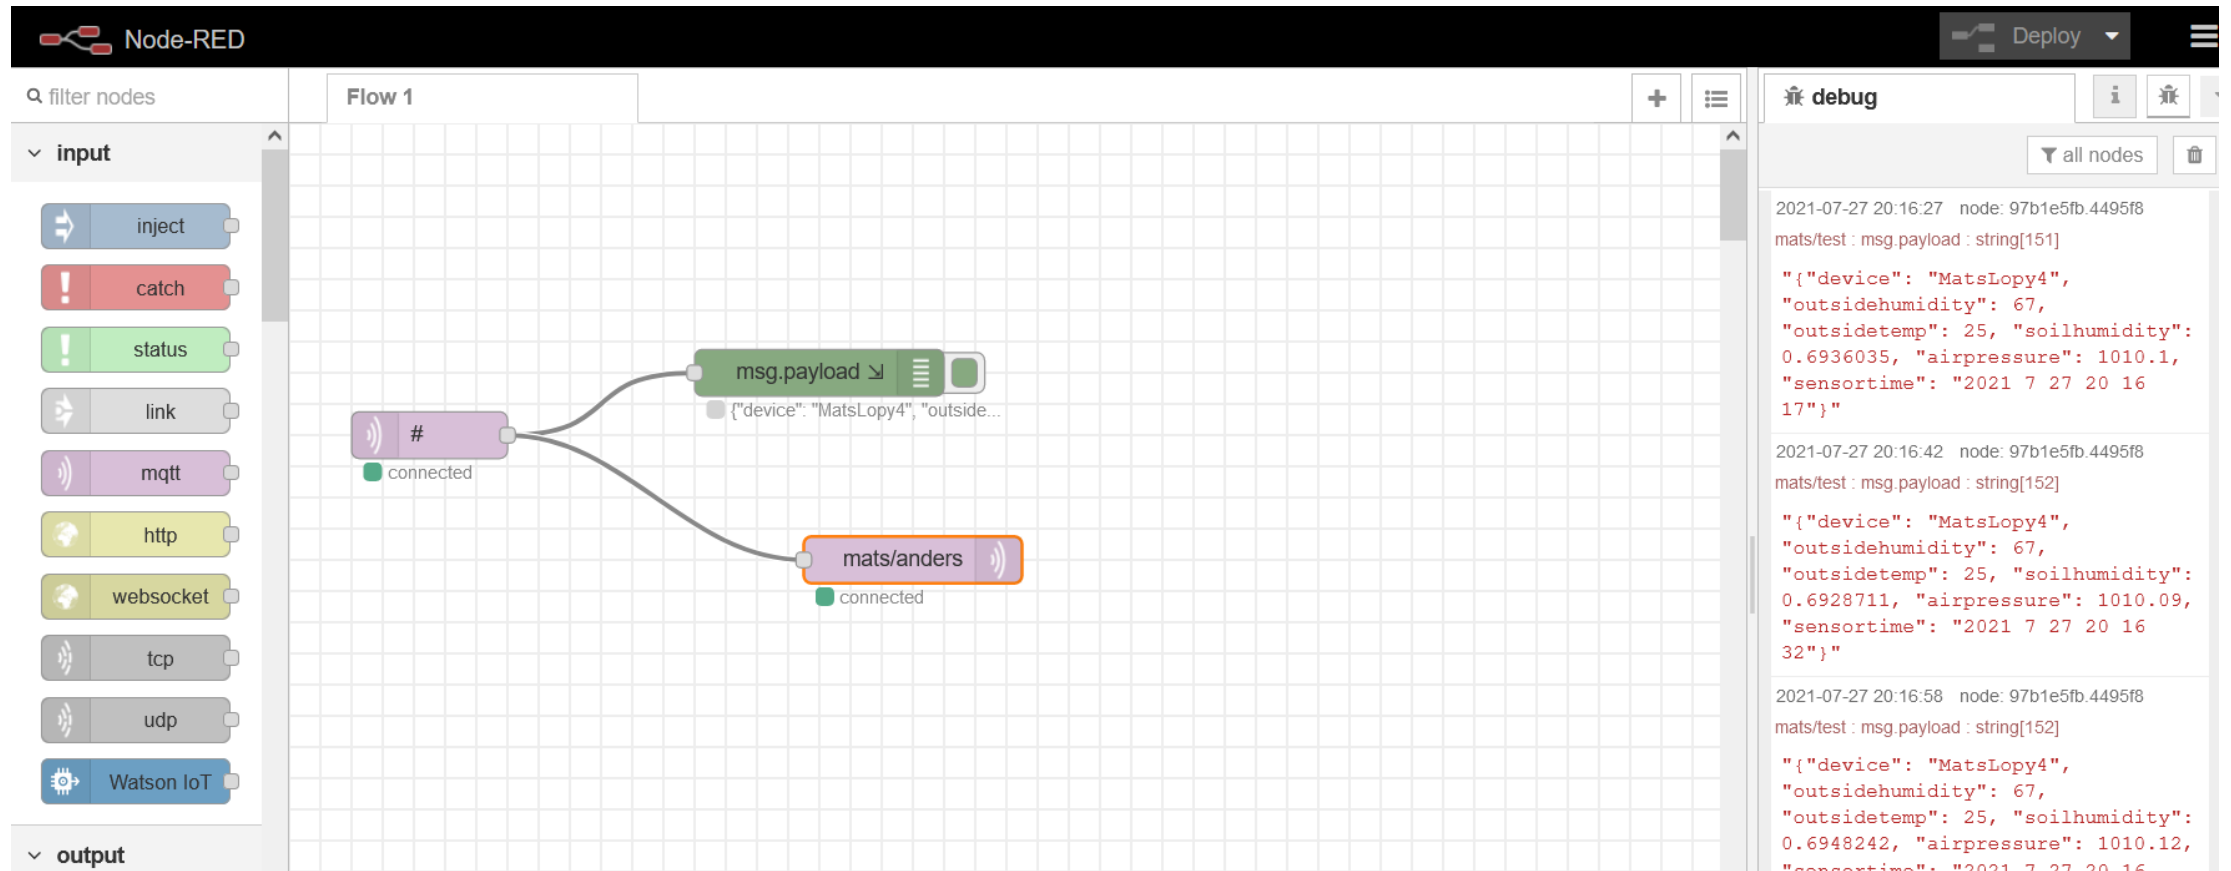 Node-RED
Deploy
filter nodes
Flow 1
debug
i
all nodes
input
inject
catch
status
link
mqtt
http
websocket
tcp
udp
Watson IoT
output
#
connected
msg.payload
{"device": "MatsLopy4", "outside...
mats/anders
connected
2021-07-27 20:16:27 node: 97b1e5fb.4495f8
mats/test : msg.payload : string[151]
"{"device": "MatsLopy4",
"outsidehumidity": 67,
"outsidetemp": 25, "soilhumidity":
0.6936035, "airpressure": 1010.1,
"sensortime": "2021 7 27 20 16
17"}"
2021-07-27 20:16:42 node: 97b1e5fb.4495f8
mats/test : msg.payload : string[152]
"{"device": "MatsLopy4",
"outsidehumidity": 67,
"outsidetemp": 25, "soilhumidity":
0.6928711, "airpressure": 1010.09,
"sensortime": "2021 7 27 20 16
32"}"
2021-07-27 20:16:58 node: 97b1e5fb.4495f8
mats/test : msg.payload : string[152]
"{"device": "MatsLopy4",
"outsidehumidity": 67,
"outsidetemp": 25, "soilhumidity":
0.6948242, "airpressure": 1010.12,
"sensortime": "2021 7 27 20 16